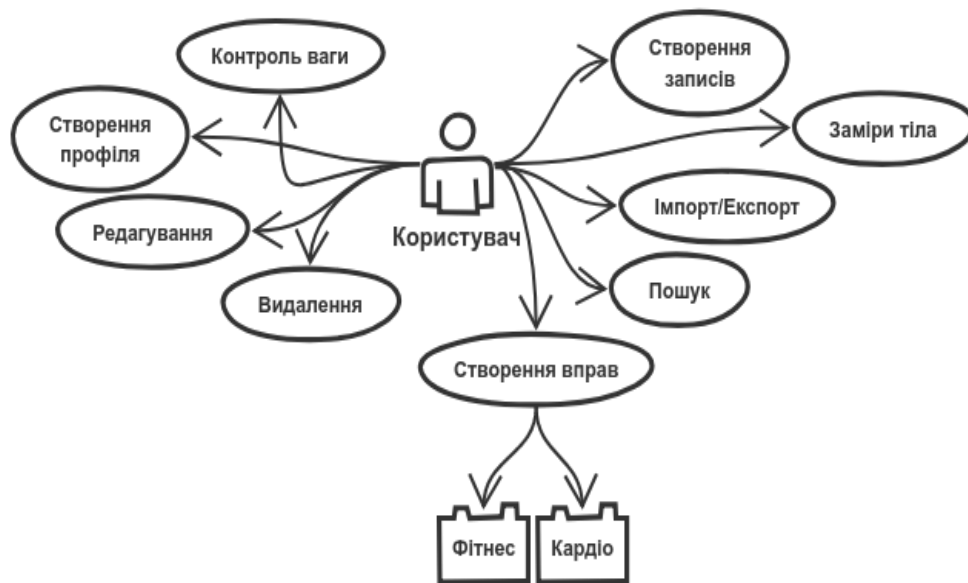 Контроль ваги
Створення
записів
Створення
профіля
Заміри тіла
Імпорт/Експорт
Редагування
Користувач
Видалення
Пошук
Створення вправ
Фітнес
Кардіо